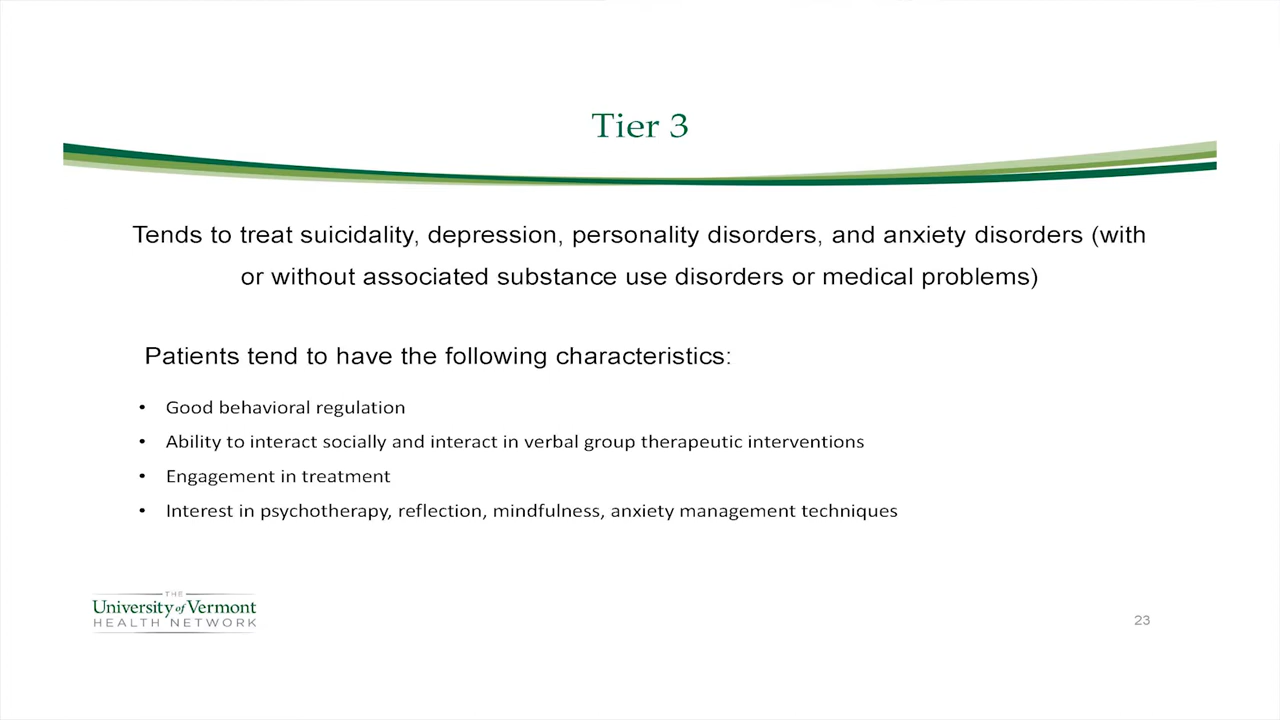 Tier 3
Tends to treat suicidality, depression, personality disorders, and anxiety disorders (with
or without associated substance use disorders or medical problems)
Patients tend to have the following characteristics:
• Good behavioral regulation
• Ability to interact socially and interact in verbal group therapeutic interventions
• Engagement in treatment
• Interest in psychotherapy, reflection, mindfulness, anxiety management techniques
THE
University of Vermont
HEALTH NETWORK
23